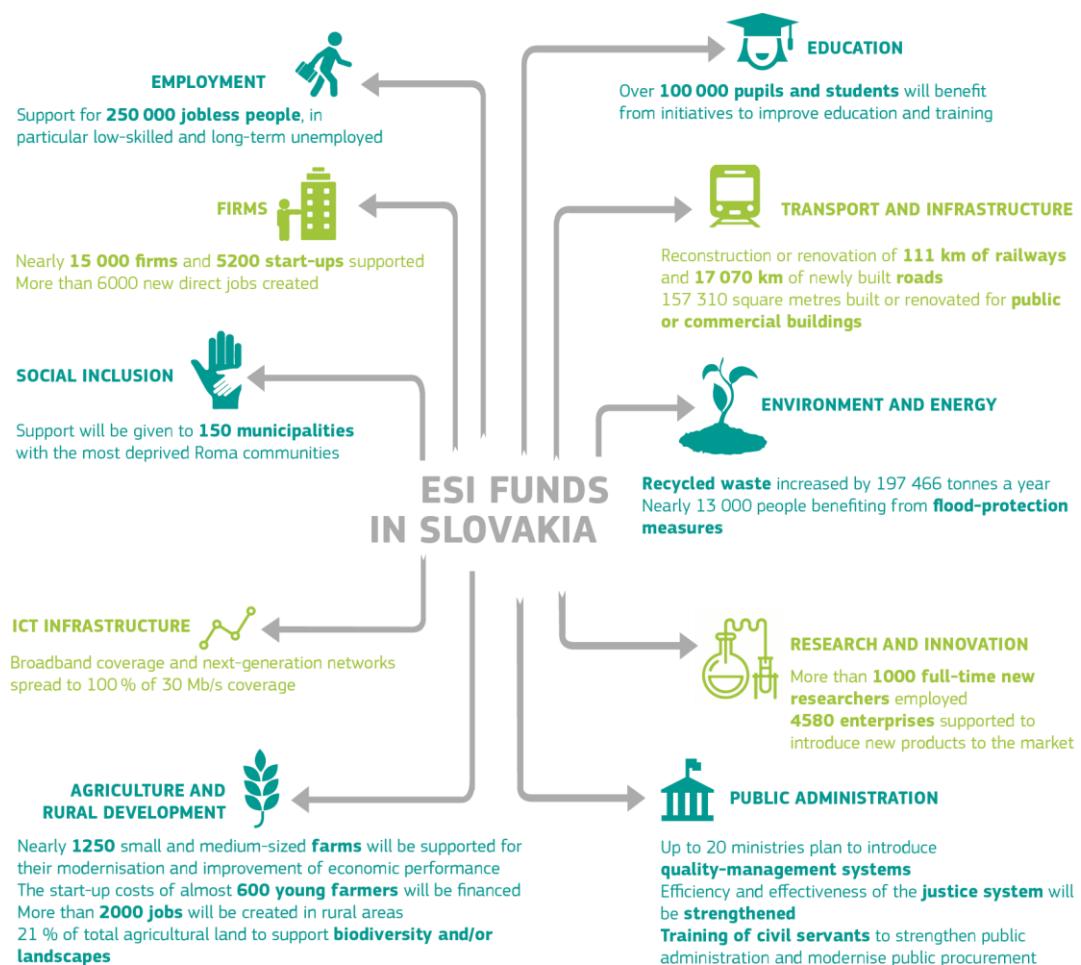 EMPLOYMENT
Support for 250 000 jobless people, in
particular low-skilled and long-term unemployed
FIRMS
Nearly 15 000 firms and 5200 start-ups supported
More than 6000 new direct jobs created
SOCIAL INCLUSION
Support will be given to 150 municipalities
with the most deprived Roma communities
EDUCATION
Over 100 000 pupils and students will benefit
from initiatives to improve education and training
TRANSPORT AND INFRASTRUCTURE
Reconstruction or renovation of 111 km of railways
and 17 070 km of newly built roads
157 310 square metres built or renovated for public
or commercial buildings
ENVIRONMENT AND ENERGY
Recycled waste increased by 197 466 tonnes a year
Nearly 13 000 people benefiting from flood-protection
measures
ESI FUNDS
IN SLOVAKIA
ICT INFRASTRUCTURE
Broadband coverage and next-generation networks
spread to 100 % of 30 Mb/s coverage
AGRICULTURE AND
RURAL DEVELOPMENT
Nearly 1250 small and medium-sized farms will be supported for
their modernisation and improvement of economic performance
The start-up costs of almost 600 young farmers will be financed
More than 2000 jobs will be created in rural areas
21 % of total agricultural land to support biodiversity and/or
landscapes
RESEARCH AND INNOVATION
More than 1000 full-time new
researchers employed
4580 enterprises supported to
introduce new products to the market
PUBLIC ADMINISTRATION
Up to 20 ministries plan to introduce
quality-management systems
Efficiency and effectiveness of the justice system will
be strengthened
Training of civil servants to strengthen public
administration and modernise public procurement